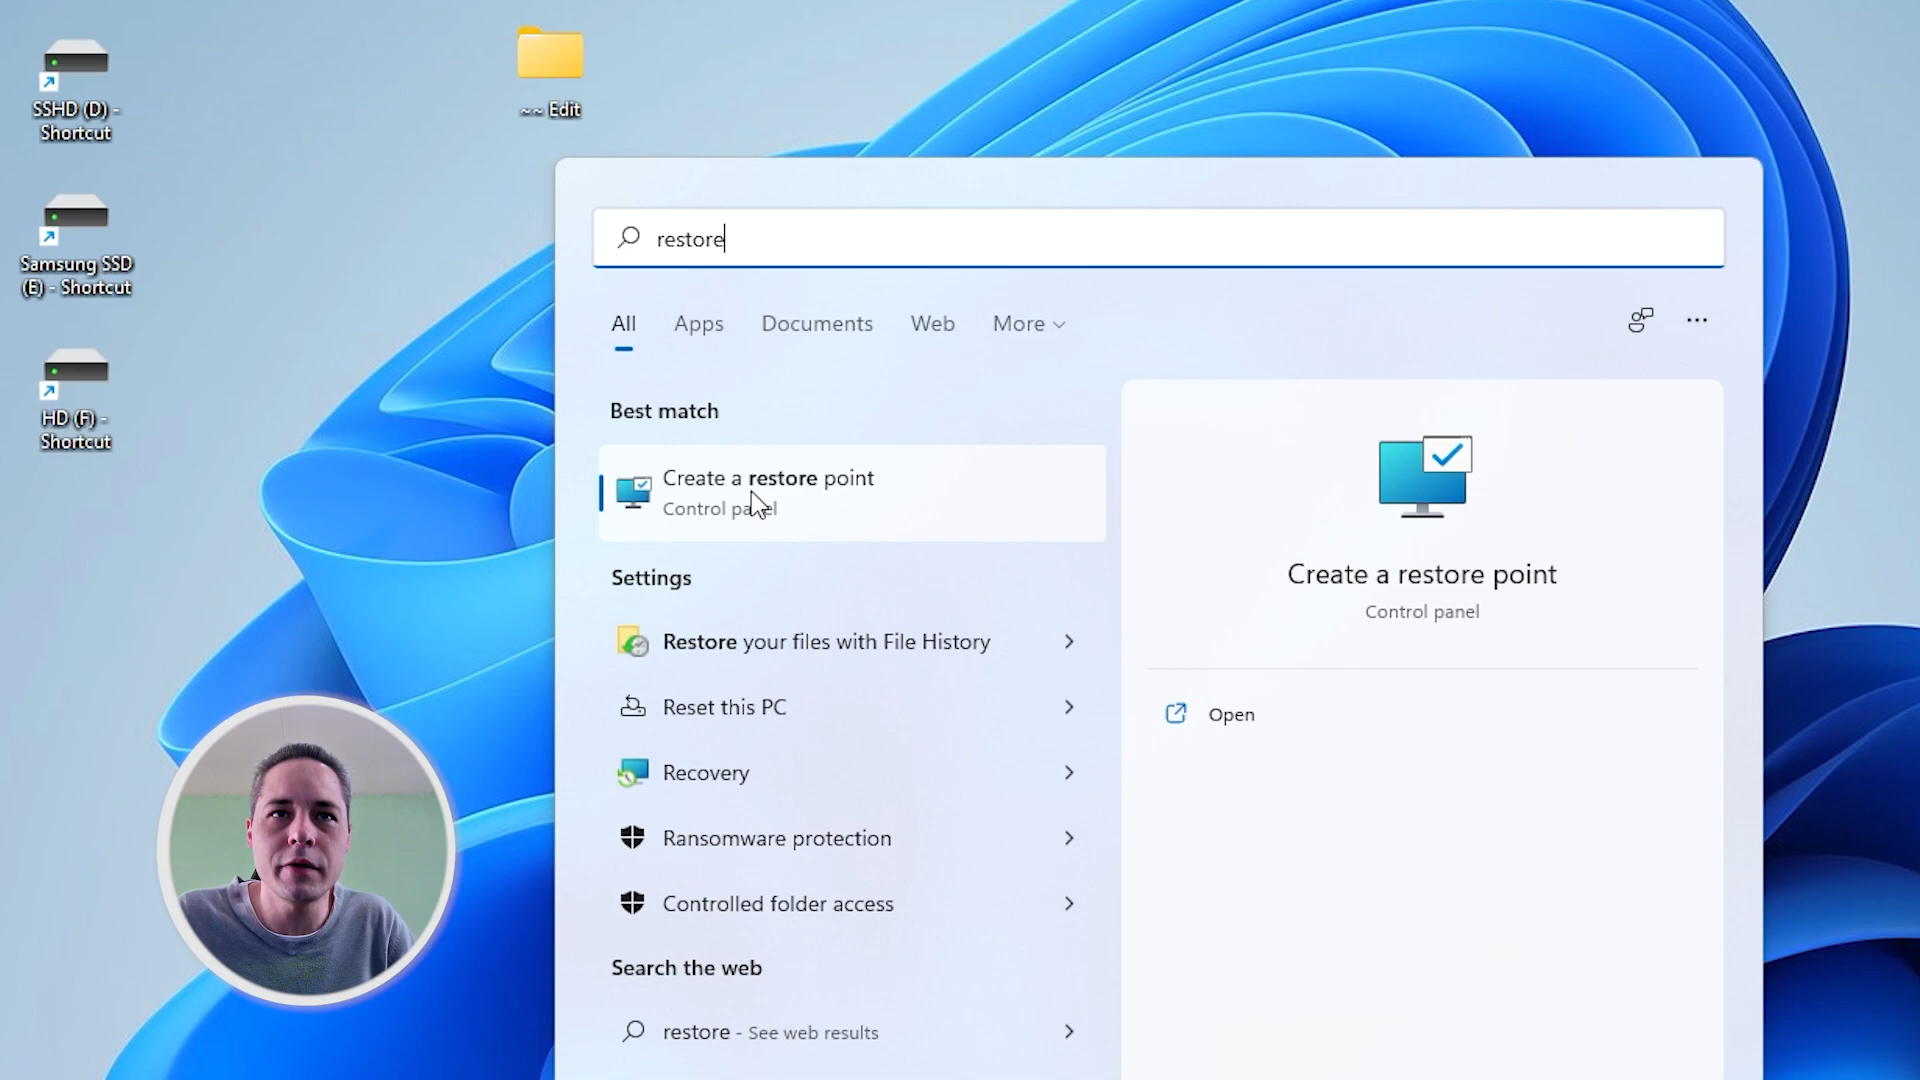 SSHD (D) -
Shortcut
~~ Edit
Samsung SSD
(E) - Shortcut
HD (F) -
Shortcut
restore
All
Apps
Documents
Web
More
Best match
Create a restore point
Control panel
Settings
Restore your files with File History
Reset this PC
Recovery
Ransomware protection
Controlled folder access
Search the web
restore - See web results
Create a restore point
Control panel
Open